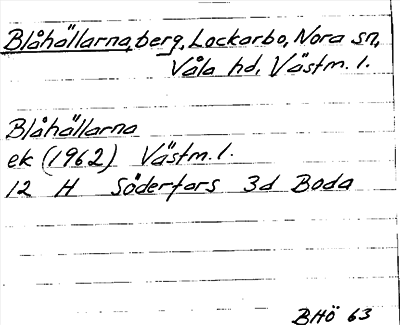 Blåhällarna, berg, Lockarbo, Nora sn,
Våla hd, Västm. l.
Blåhällarna
ek (1962) Västm. l.
12 H Söderfors 3d Boda
BHÖ 63